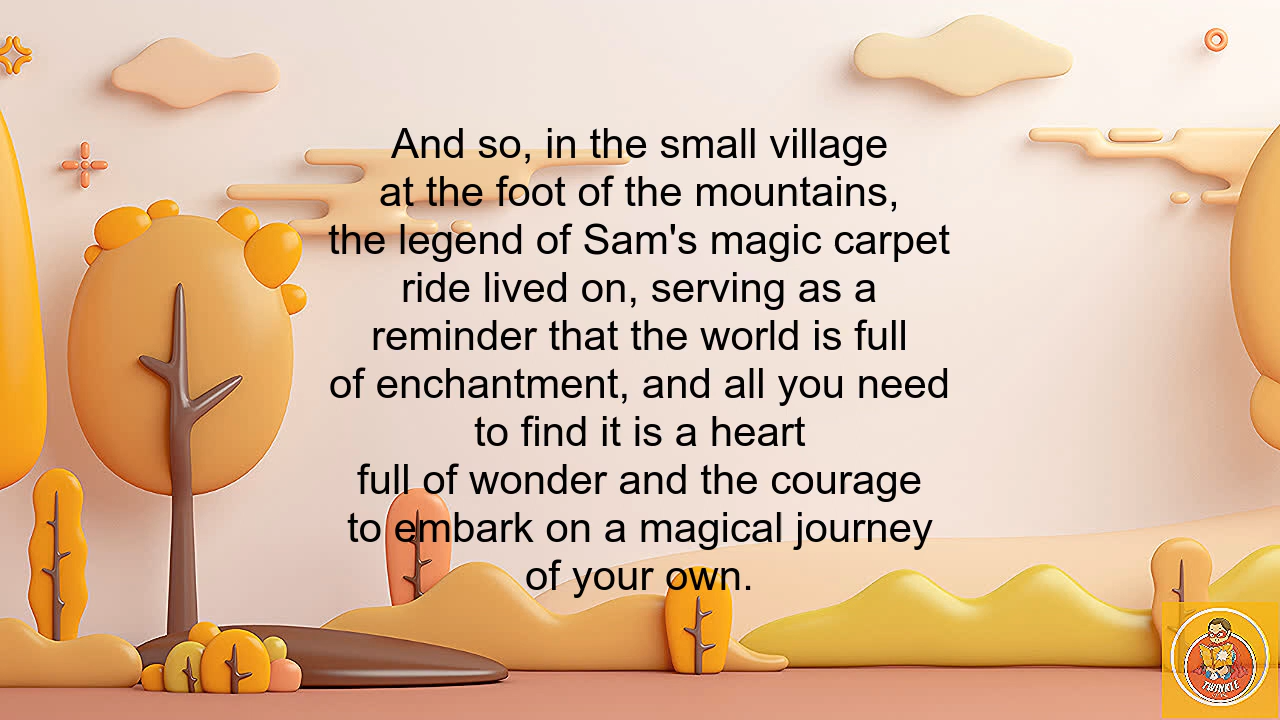 And so, in the small village
at the foot of the mountains,
the legend of Sam's magic carpet
ride lived on, serving as a
reminder that the world is full
of enchantment, and all you need
to find it is a heart
full of wonder and the courage
to embark on a magical journey
of your own.
TWINKLE